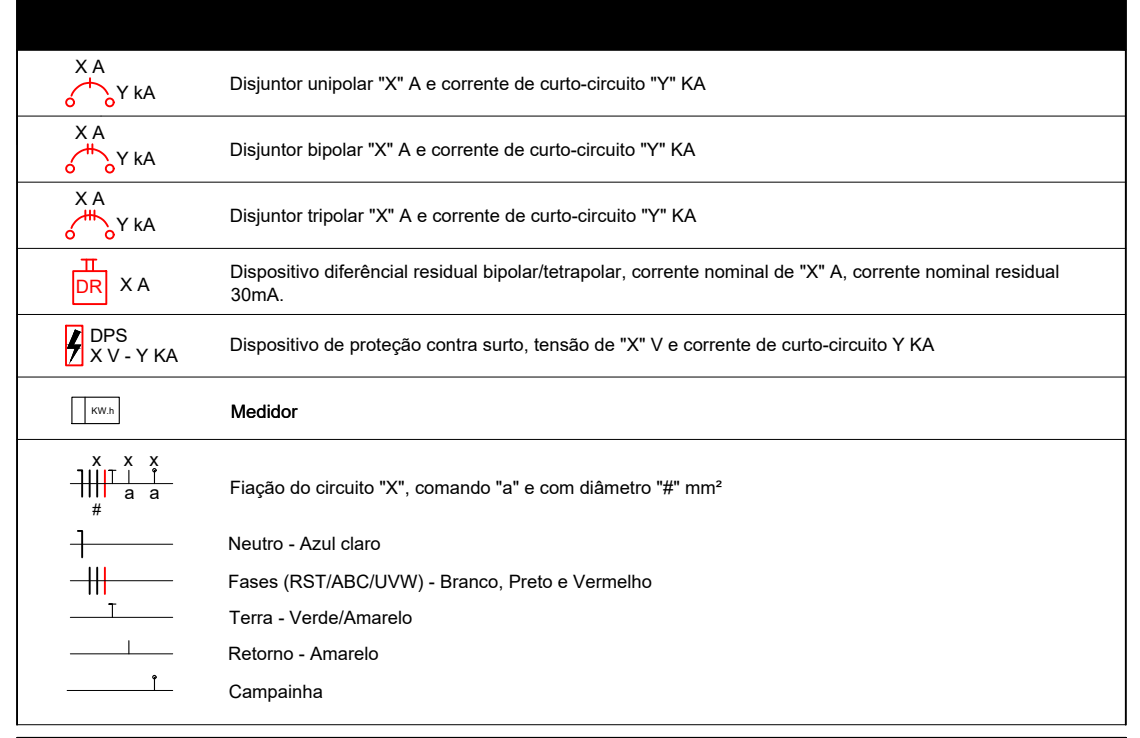 X A
Y kA
Disjuntor unipolar "X" A e corrente de curto-circuito "Y" KA
X A
Y kA
Disjuntor bipolar "X" A e corrente de curto-circuito "Y" KA
X A
Y kA
Disjuntor tripolar "X" A e corrente de curto-circuito "Y" KA
DR X A
Dispositivo diferêncial residual bipolar/tetrapolar, corrente nominal de "X" A, corrente nominal residual
30mA.
DPS
X V - Y KA
Dispositivo de proteção contra surto, tensão de "X" V e corrente de curto-circuito Y KA
KW.h
Medidor
X X X
a a
#
Fiação do circuito "X", comando "a" e com diâmetro "#" mm²
Neutro - Azul claro
Fases (RST/ABC/UVW) - Branco, Preto e Vermelho
Terra - Verde/Amarelo
Retorno - Amarelo
Campainha